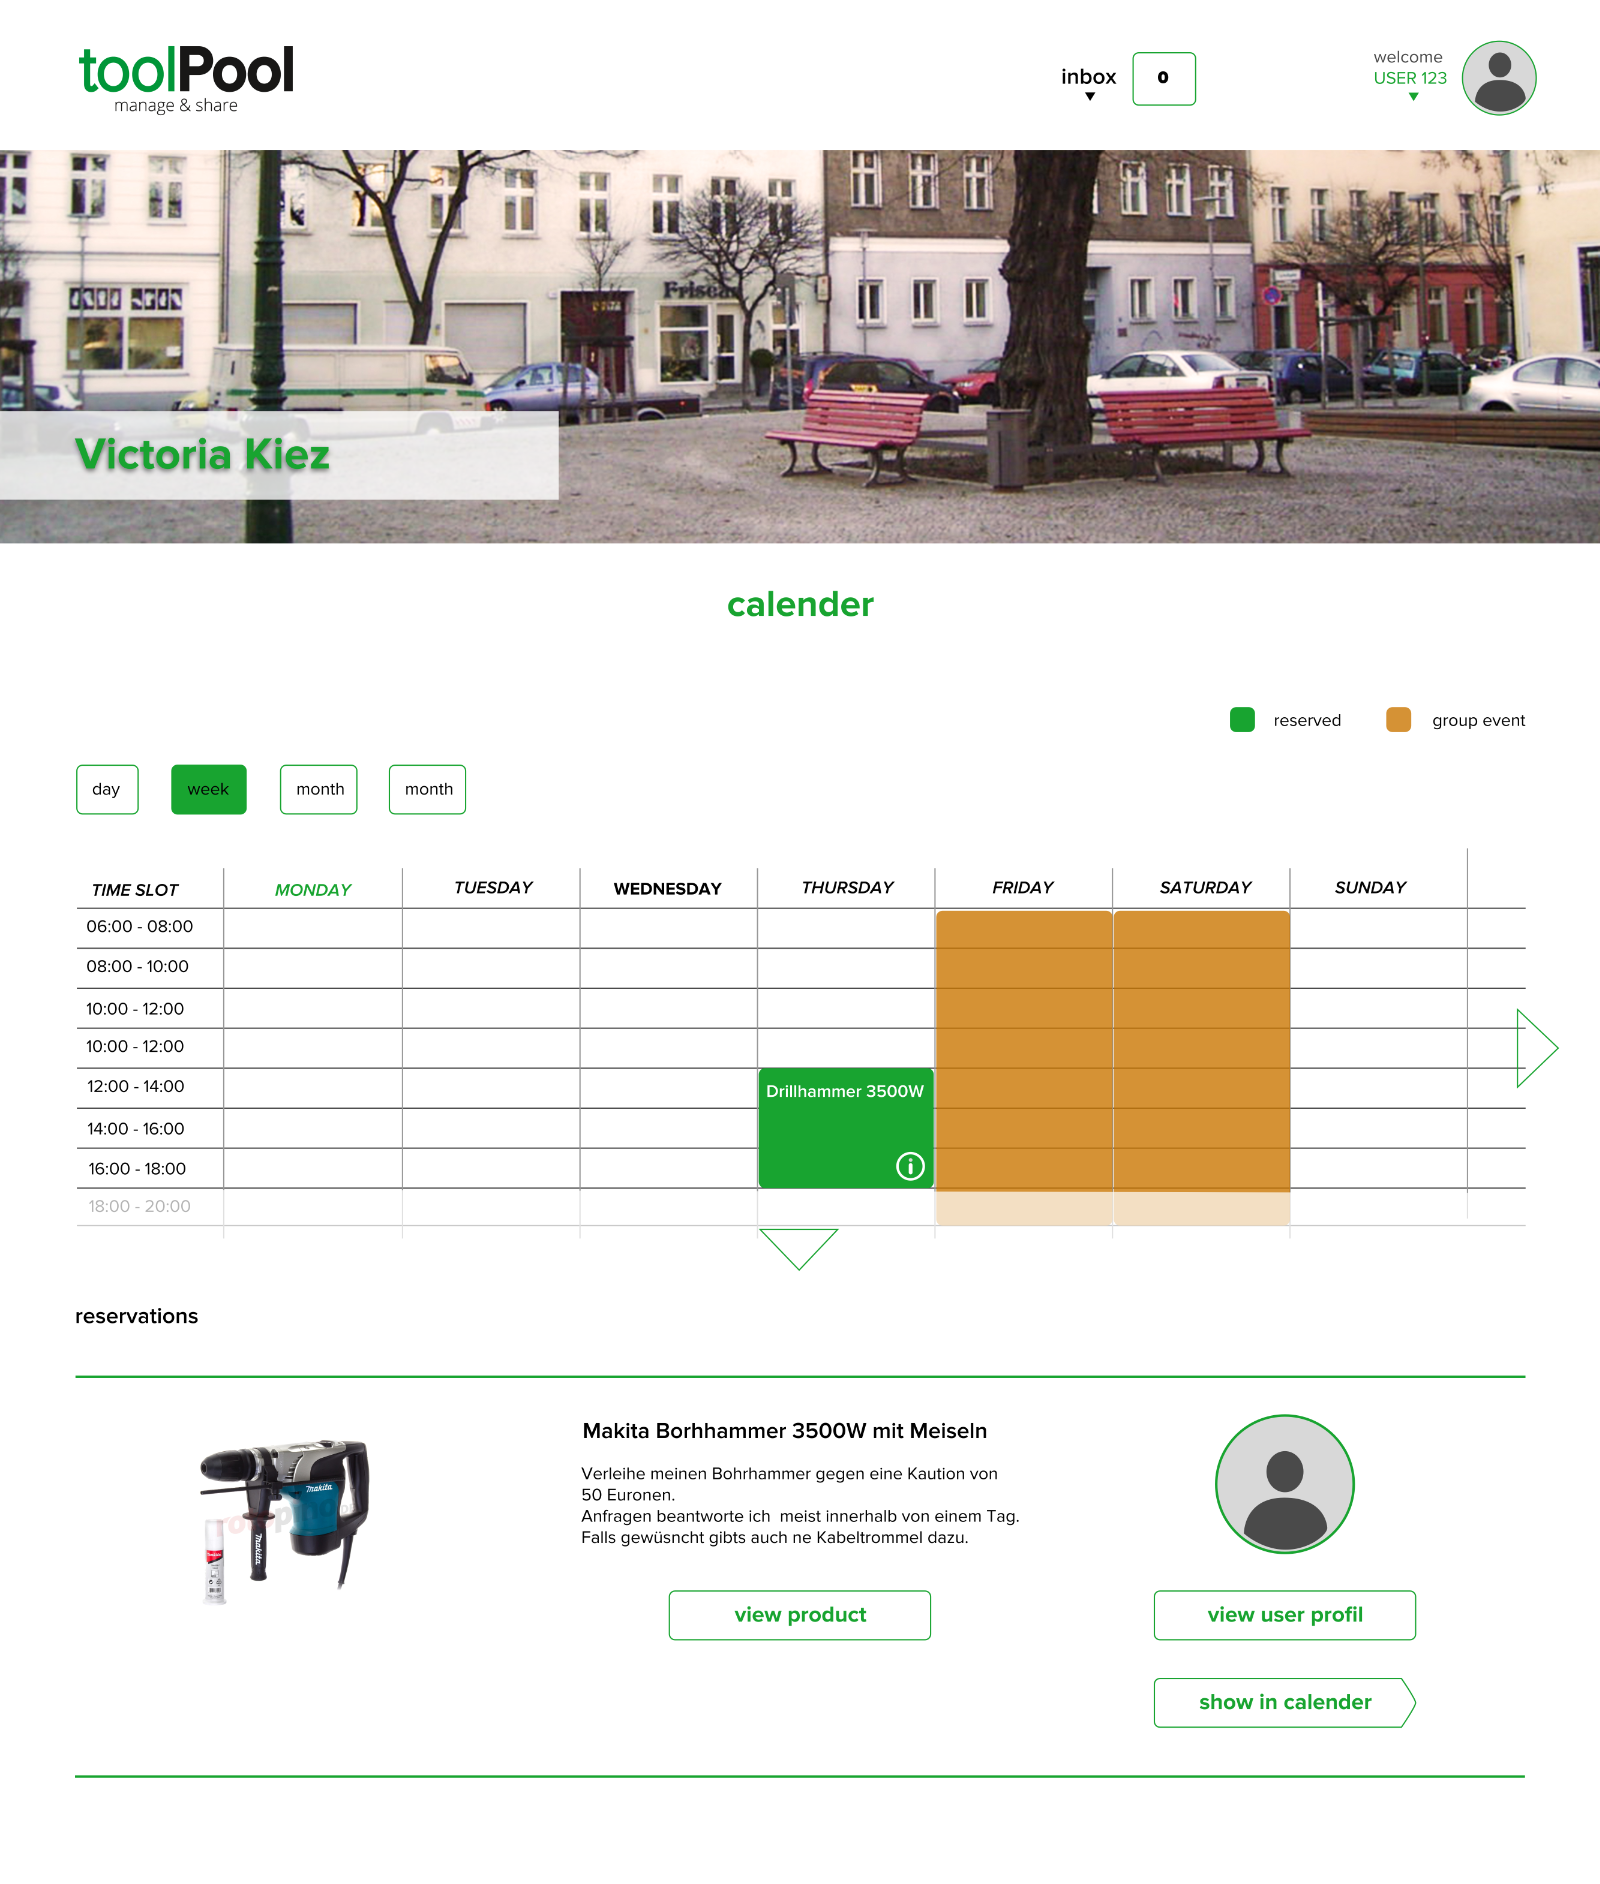 toolPool
manage & share
inbox
0
welcome
USER 123
Friseur
Victoria Kiez
calender
reserved
group event
day
week
month
month
TIME SLOT
MONDAY
TUESDAY
WEDNESDAY
THURSDAY
FRIDAY
SATURDAY
SUNDAY
06:00 - 08:00
08:00 - 10:00
10:00 - 12:00
10:00 - 12:00
12:00 - 14:00
Drillhammer 3500W
14:00 - 16:00
16:00 - 18:00
18:00 - 20:00
reservations
Makita Borhhammer 3500W mit Meiseln
Verleihe meinen Bohrhammer gegen eine Kaution von
50 Euronen.
Anfragen beantworte ich  meist innerhalb von einem Tag.
Falls gewüsncht gibts auch ne Kabeltrommel dazu.
makita
makita
view product
view user profil
show in calender